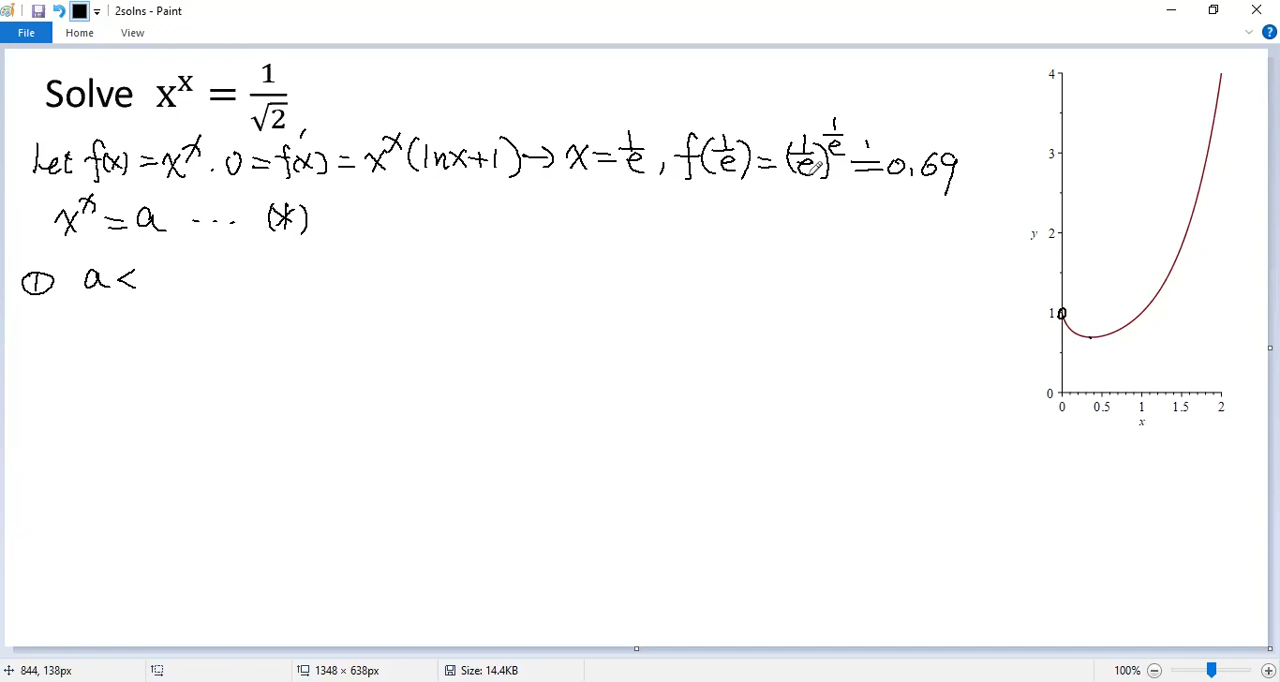 2solns - Paint
File Home View
Solve x^x = 1/√2
Let f(x) = x^x . 0 = f'(x) = x^x (lnx+1) → x = 1/e , f(1/e) = (1/e)^(1/e) ≐ 0.69
x^x = a ... (*)
① a <
4
3
y 2
1
0
0 0.5 1 1.5 2
x
844, 138px 1348 × 638px Size: 14.4KB 100%